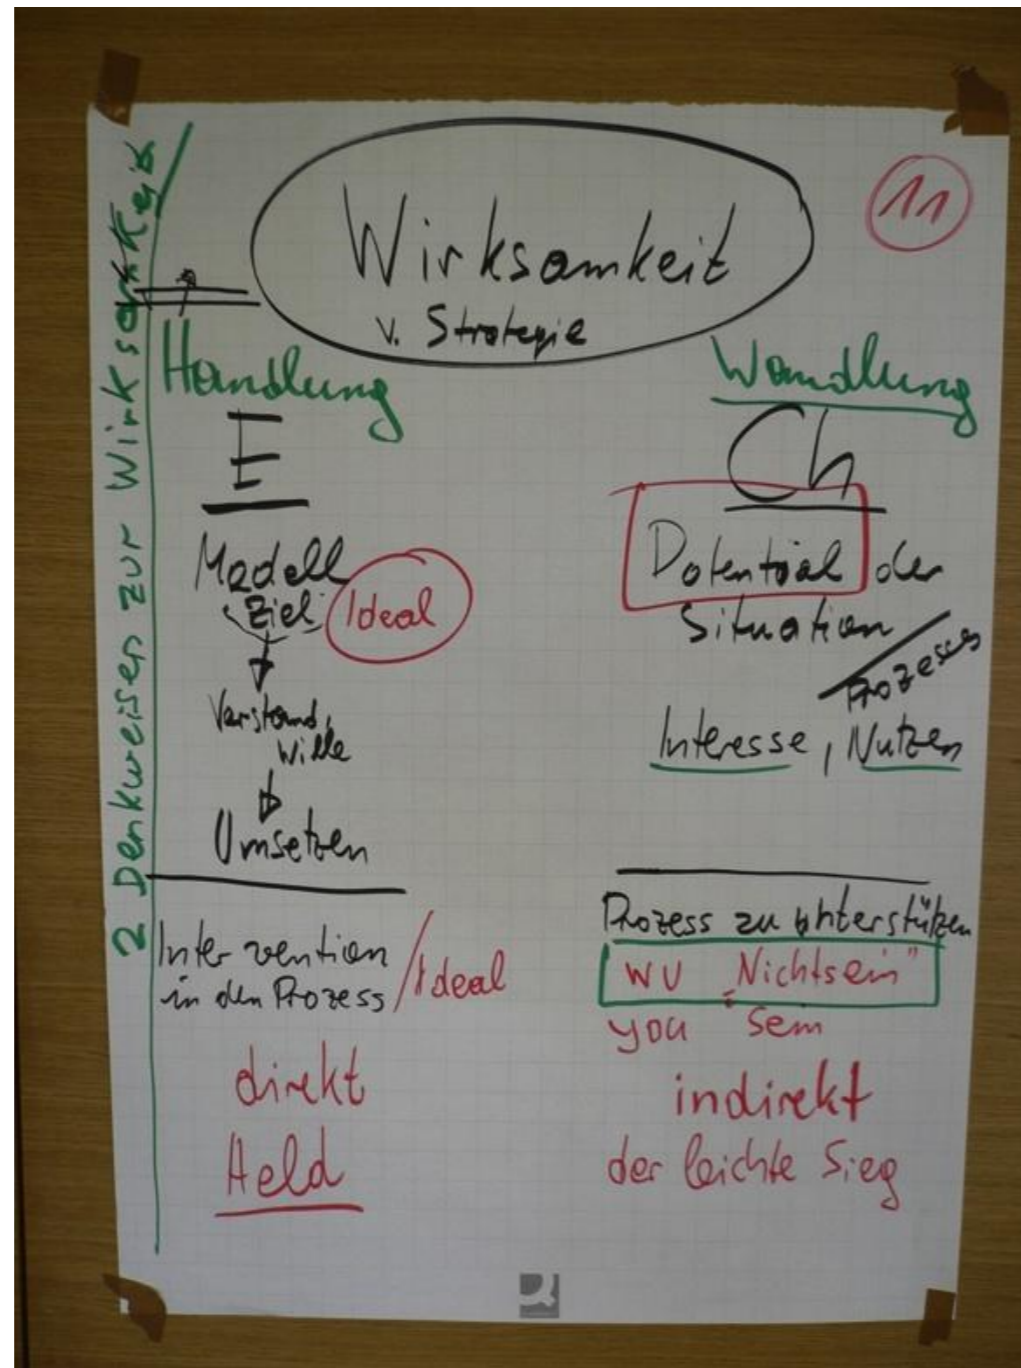 2 Denkweisen zur Wirksamkeit
11
Wirksamkeit
v. Strategie
Handlung
E
Modell
Ziel
Ideal
Verstand,
Wille
Umsetzen
Intervention
in den Prozess / Ideal
direkt
Held
Wandlung
Ch
Potential der
Situation
Prozesses
Interesse, Nutzen
Prozess zu unterstützen
WU "Nichtsein"
you = Sein
indirekt
der leichte Sieg